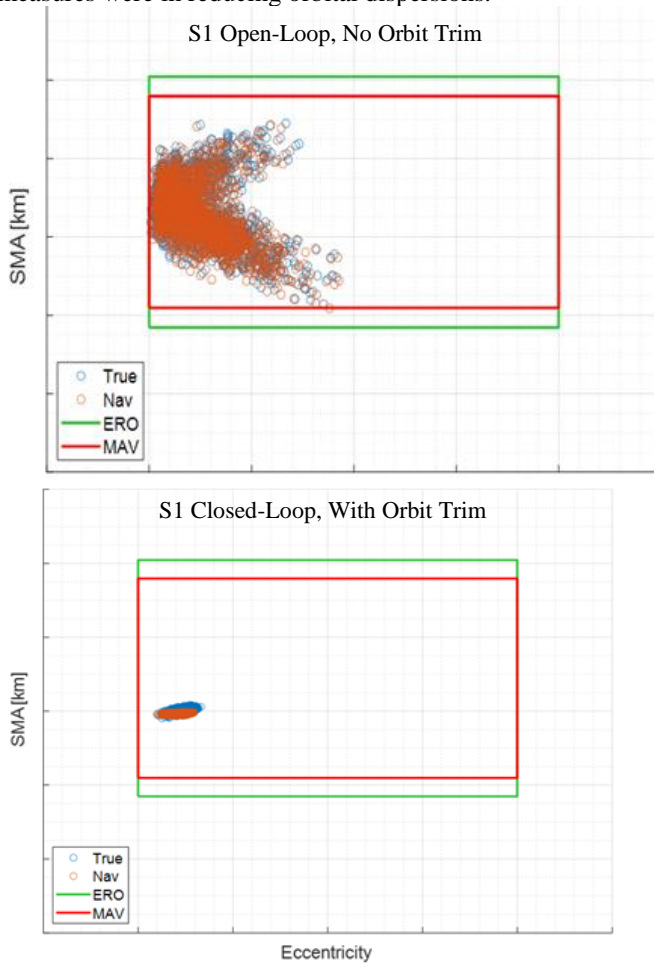 measures were in reducing orbital dispersions.
S1 Open-Loop, No Orbit Trim
SMA [km]
True
Nav
ERO
MAV
S1 Closed-Loop, With Orbit Trim
SMA [km]
True
Nav
ERO
MAV
Eccentricity